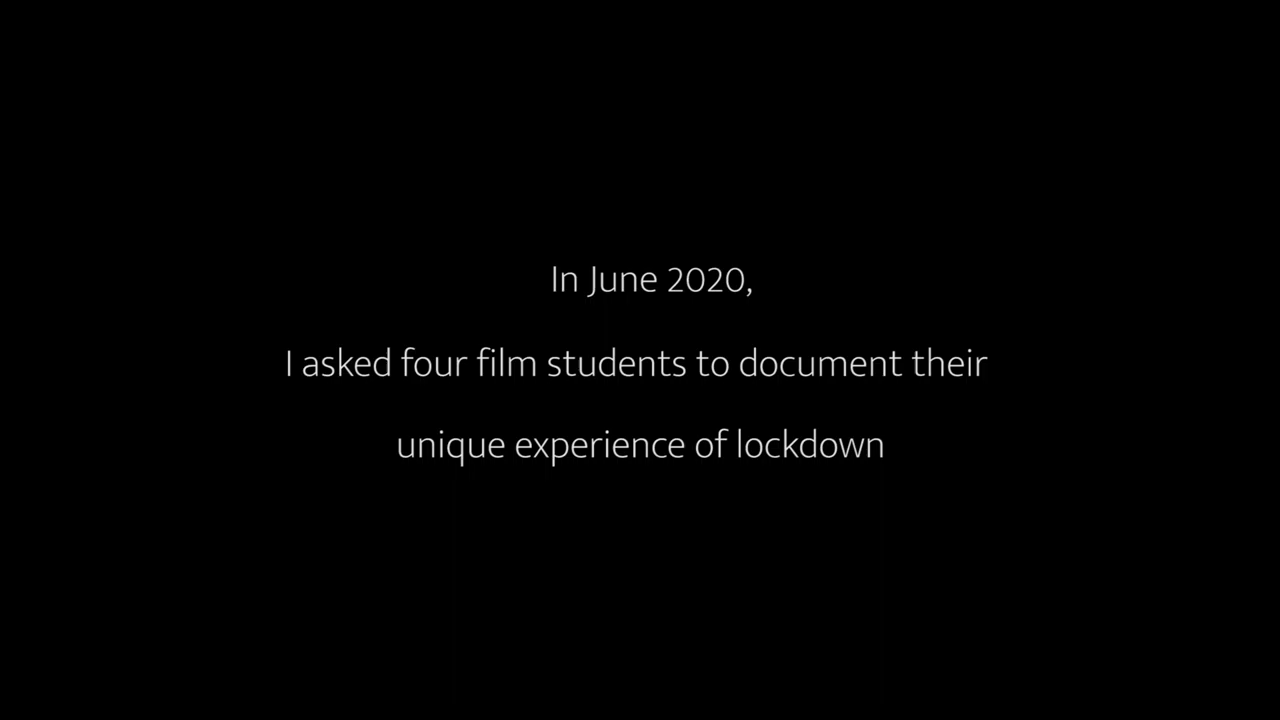 In June 2020,
I asked four film students to document their
unique experience of lockdown